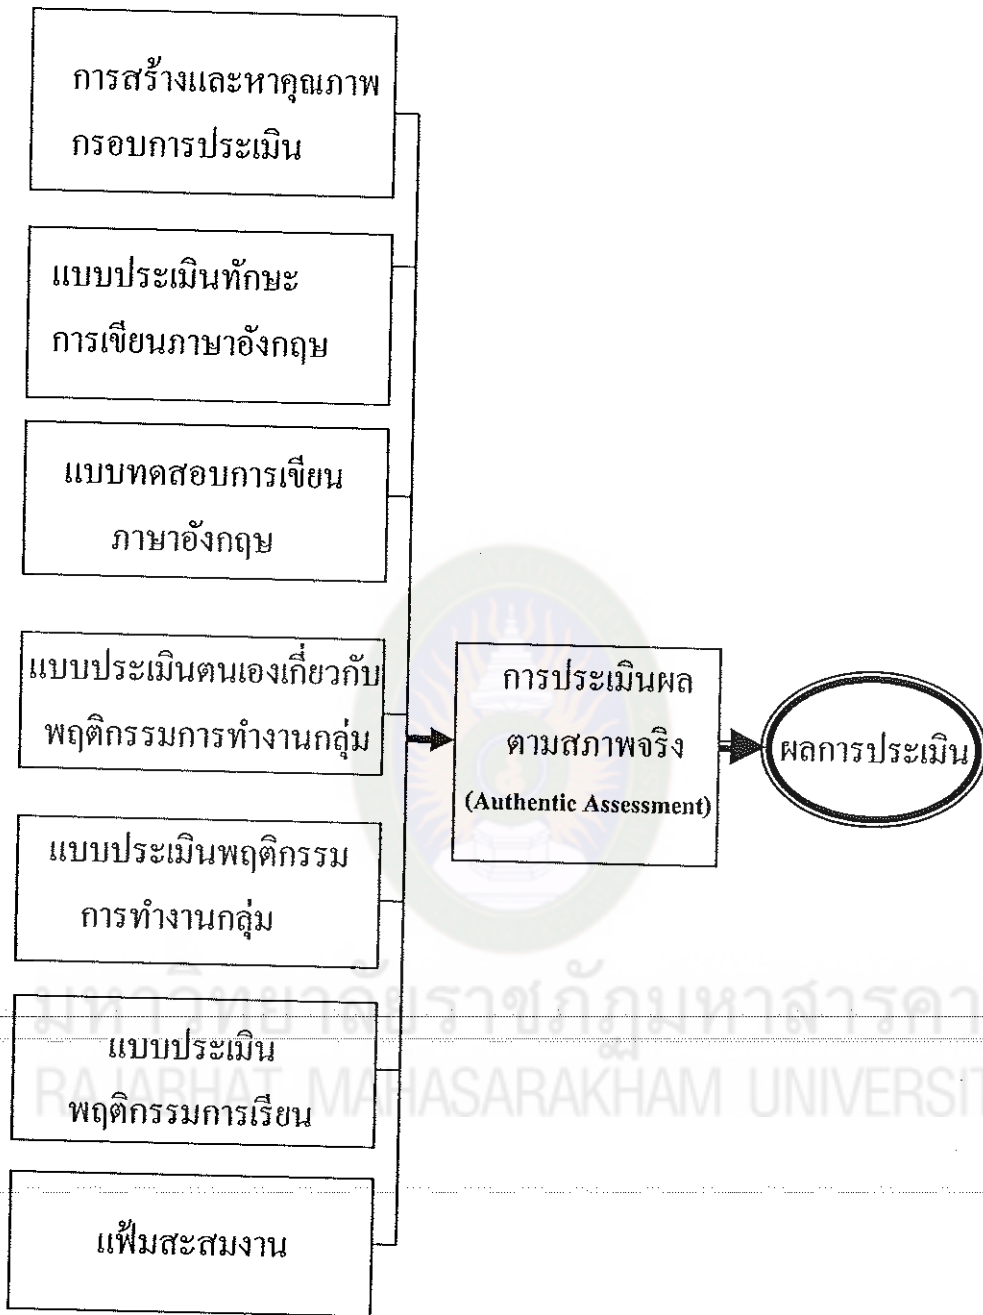 การสร้างและหาคุณภาพ
กรอบการประเมิน
แบบประเมินทักษะ
การเขียนภาษาอังกฤษ
แบบทดสอบการเขียน
ภาษาอังกฤษ
แบบประเมินตนเองเกี่ยวกับ
พฤติกรรมการทำงานกลุ่ม
แบบประเมินพฤติกรรม
การทำงานกลุ่ม
แบบประเมิน
พฤติกรรมการเรียน
แฟ้มสะสมงาน
การประเมินผล
ตามสภาพจริง
(Authentic Assessment)
ผลการประเมิน
มหาวิทยาลัยราชภัฏมหาสารคา
RAJABHAT MAHASARAKHAM UNIVERSIT